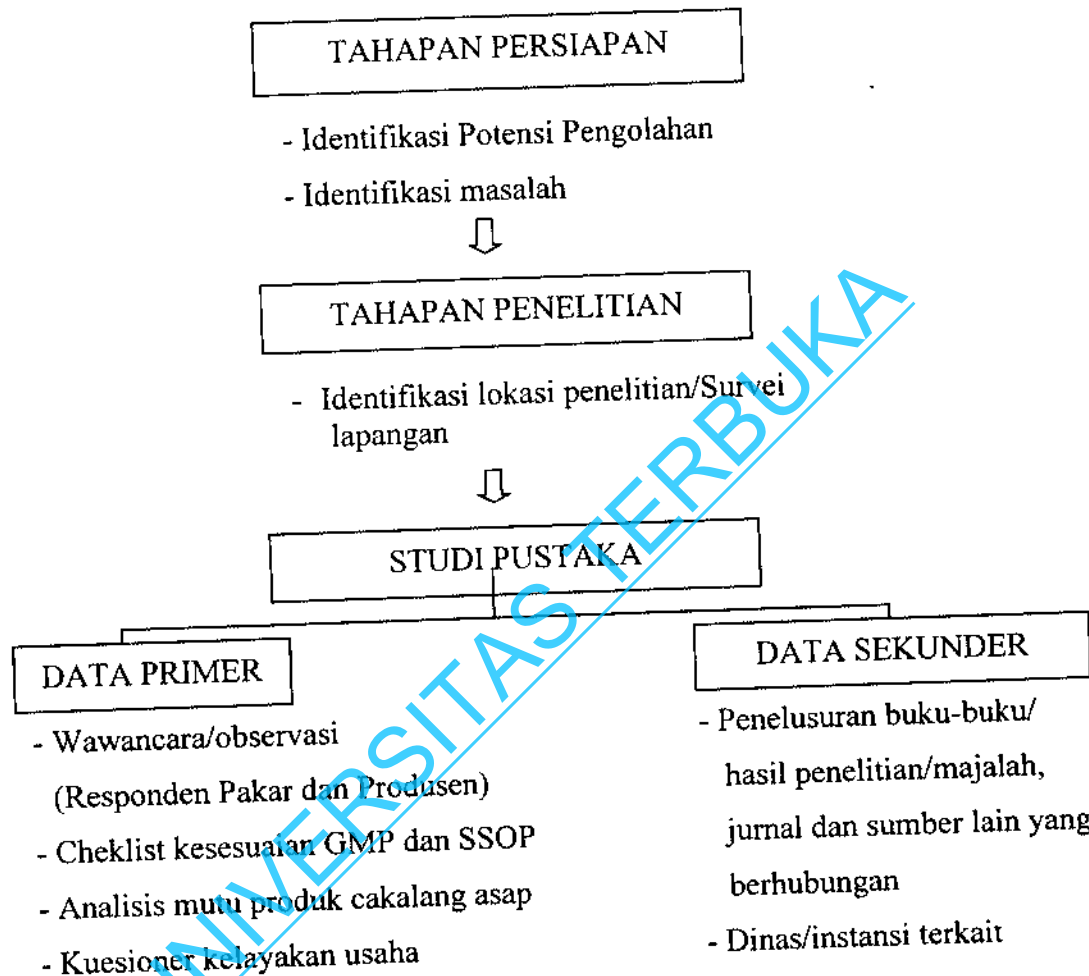 TAHAPAN PERSIAPAN
- Identifikasi Potensi Pengolahan
- Identifikasi masalah
TAHAPAN PENELITIAN
- Identifikasi lokasi penelitian/Survei
lapangan
STUDI PUSTAKA
DATA PRIMER
- Wawancara/observasi
(Responden Pakar dan Produsen)
- Cheklist kesesuaian GMP dan SSOP
- Analisis mutu produk cakalang asap
- Kuesioner kelayakan usaha
DATA SEKUNDER
- Penelusuran buku-buku/
hasil penelitian/majalah,
jurnal dan sumber lain yang
berhubungan
- Dinas/instansi terkait
UNIVERSITAS TERBUKA